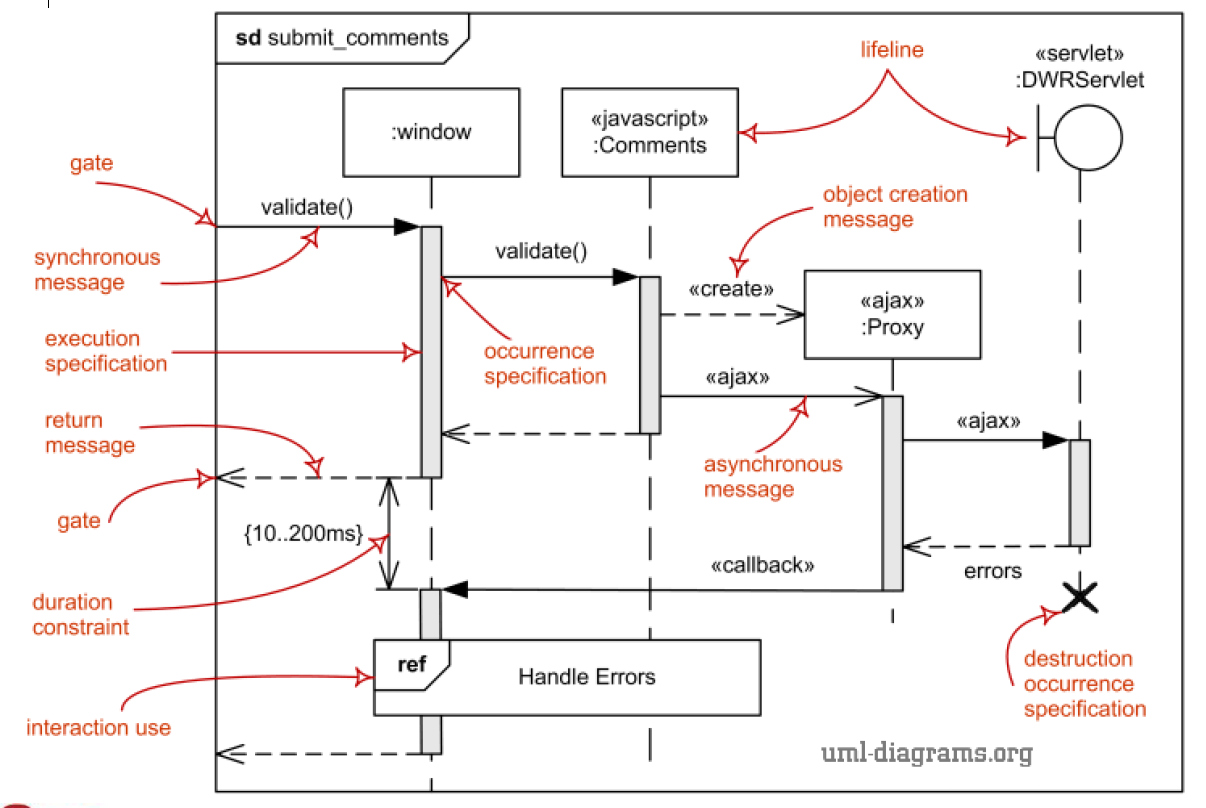 sd submit_comments
lifeline
«servlet»
:DWRServlet
:window
«javascript»
:Comments
gate
validate()
object creation
message
synchronous
message
validate()
«create»
«ajax»
:Proxy
execution
specification
occurrence
specification
«ajax»
return
message
«ajax»
asynchronous
message
gate
{10..200ms}
«callback»
errors
duration
constraint
ref
Handle Errors
destruction
occurrence
specification
interaction use
uml-diagrams.org